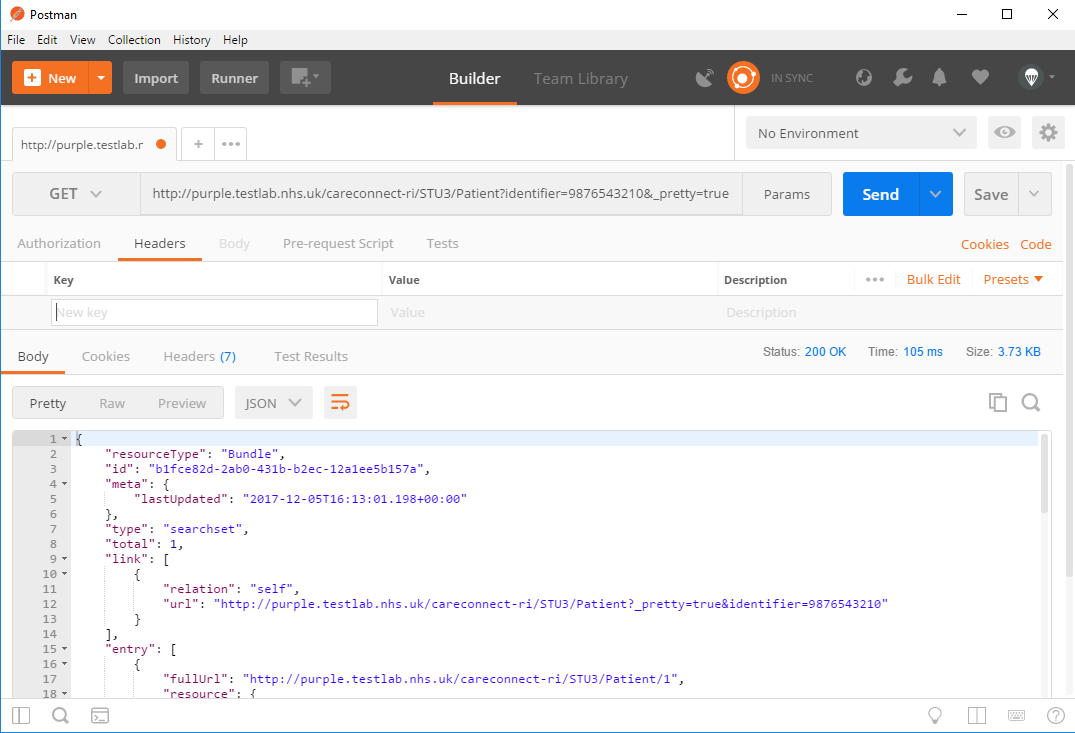 Postman
File Edit View Collection History Help
New Import Runner Builder Team Library IN SYNC
http://purple.testlab.r + ••• No Environment
GET http://purple.testlab.nhs.uk/careconnect-ri/STU3/Patient?identifier=9876543210&_pretty=true Params Send Save
Authorization Headers Body Pre-request Script Tests Cookies Code
Key Value Description ••• Bulk Edit Presets
New key Value Description
Body Cookies Headers (7) Test Results Status: 200 OK Time: 105 ms Size: 3.73 KB
Pretty Raw Preview JSON
1 {
2 "resourceType": "Bundle",
3 "id": "b1fce82d-2ab0-431b-b2ec-12a1ee5b157a",
4 "meta": {
5 "lastUpdated": "2017-12-05T16:13:01.198+00:00"
6 },
7 "type": "searchset",
8 "total": 1,
9 "link": [
10 {
11 "relation": "self",
12 "url": "http://purple.testlab.nhs.uk/careconnect-ri/STU3/Patient?_pretty=true&identifier=9876543210"
13 }
14 ],
15 "entry": [
16 {
17 "fullUrl": "http://purple.testlab.nhs.uk/careconnect-ri/STU3/Patient/1",
18 "resource": {